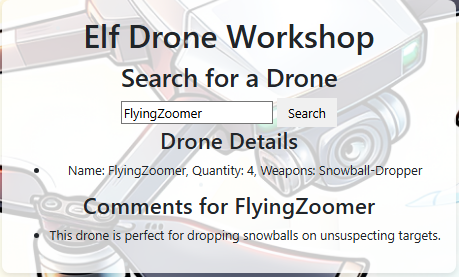 Elf Drone Workshop
Search for a Drone
FlyingZoomer Search
Drone Details
Name: FlyingZoomer, Quantity: 4, Weapons: Snowball-Dropper
Comments for FlyingZoomer
This drone is perfect for dropping snowballs on unsuspecting targets.